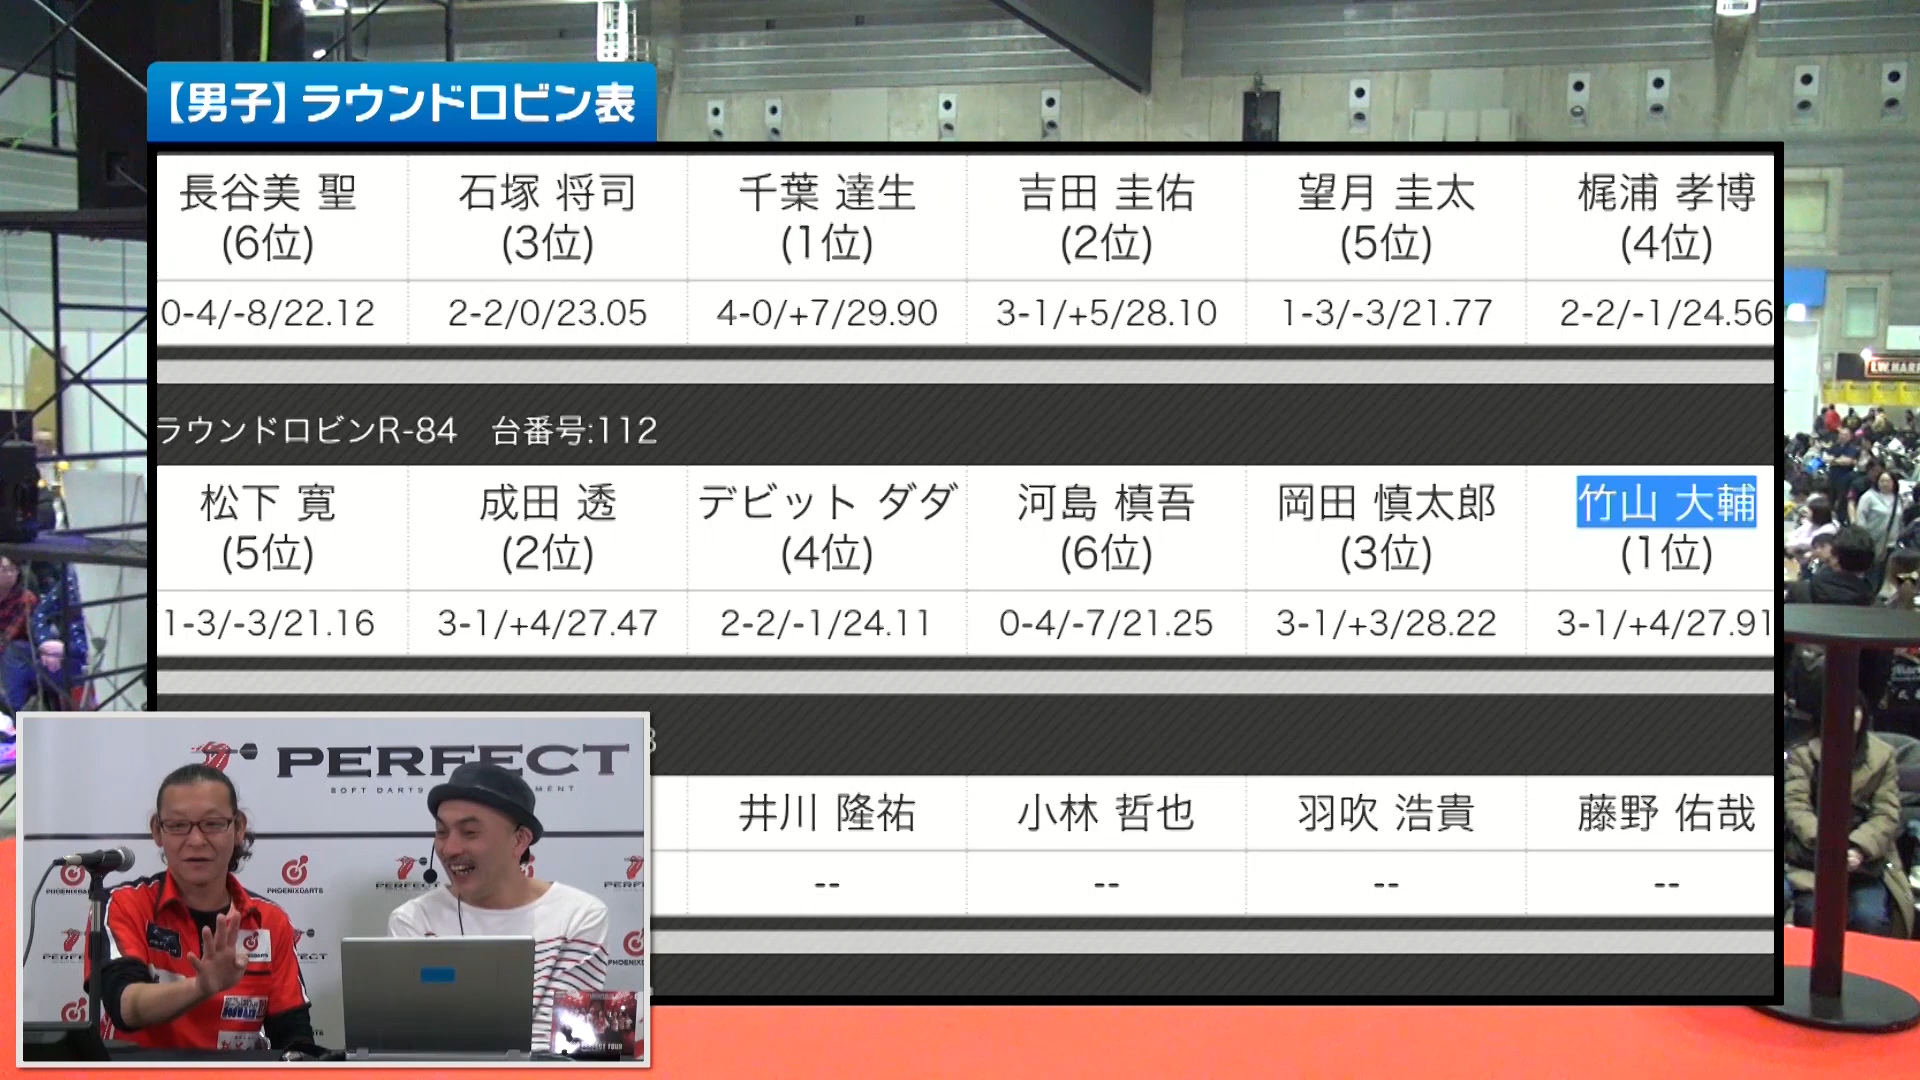 【男子】ラウンドロビン表
長谷美 聖 石塚 将司 千葉 達生 吉田 圭佑 望月 圭太 梶浦 孝博
(6位) (3位) (1位) (2位) (5位) (4位)
0-4/-8/22.12 2-2/0/23.05 4-0/+7/29.90 3-1/+5/28.10 1-3/-3/21.77 2-2/-1/24.56
ラウンドロビンR-84 台番号:112
松下 寛 成田 透 デビット ダダ 河島 槙吾 岡田 慎太郎 竹山 大輔
(5位) (2位) (4位) (6位) (3位) (1位)
1-3/-3/21.16 3-1/+4/27.47 2-2/-1/24.11 0-4/-7/21.25 3-1/+3/28.22 3-1/+4/27.91
井川 隆祐 小林 哲也 羽吹 浩貴 藤野 佑哉
-- -- -- --
PERFECT
SOFT DARTS
PHOENIXDARTS
PERFECT